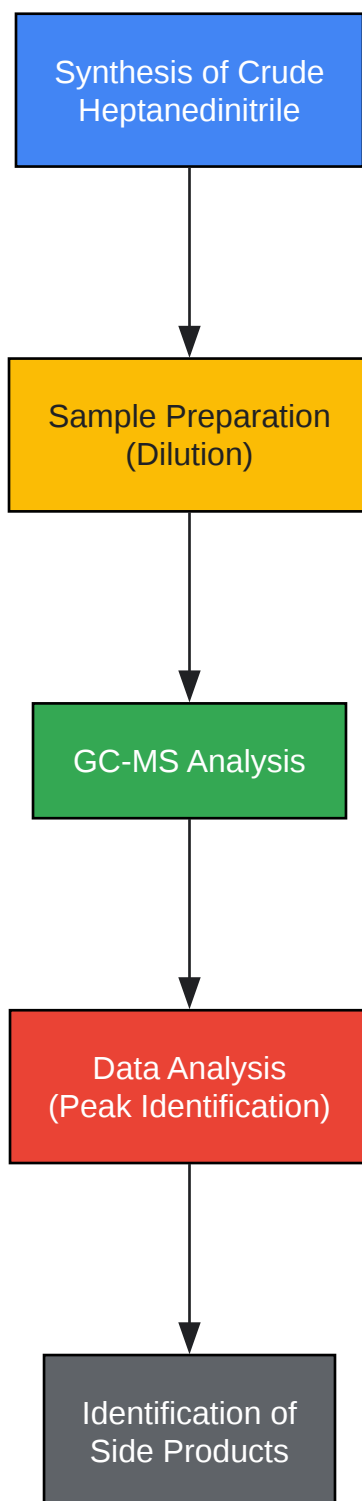 Synthesis of Crude
Heptanedinitrile
Sample Preparation
(Dilution)
GC-MS Analysis
Data Analysis
(Peak Identification)
Identification of
Side Products